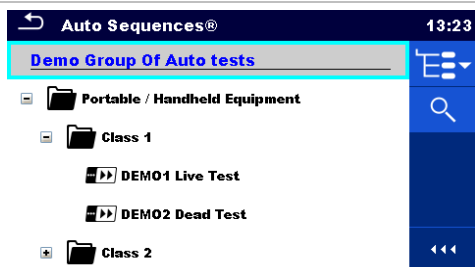 Auto Sequences® 13:23
Demo Group Of Auto tests
Portable / Handheld Equipment
Class 1
DEMO1 Live Test
DEMO2 Dead Test
Class 2